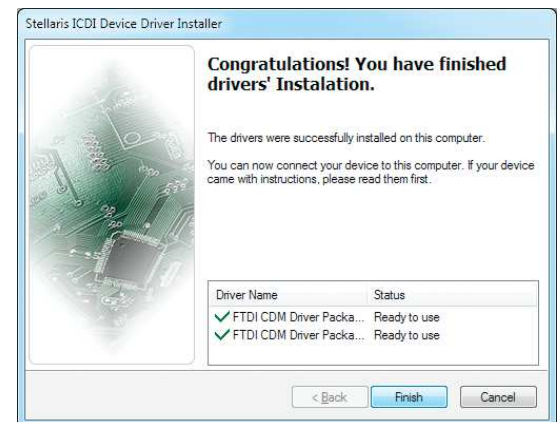 Stellaris ICDI Device Driver Installer
Congratulations! You have finished
drivers' Instalation.
The drivers were successfully installed on this computer.
You can now connect your device to this computer. If your device
came with instructions, please read them first.
Driver Name Status
FTDI CDM Driver Packa... Ready to use
FTDI CDM Driver Packa... Ready to use
< Back Finish Cancel